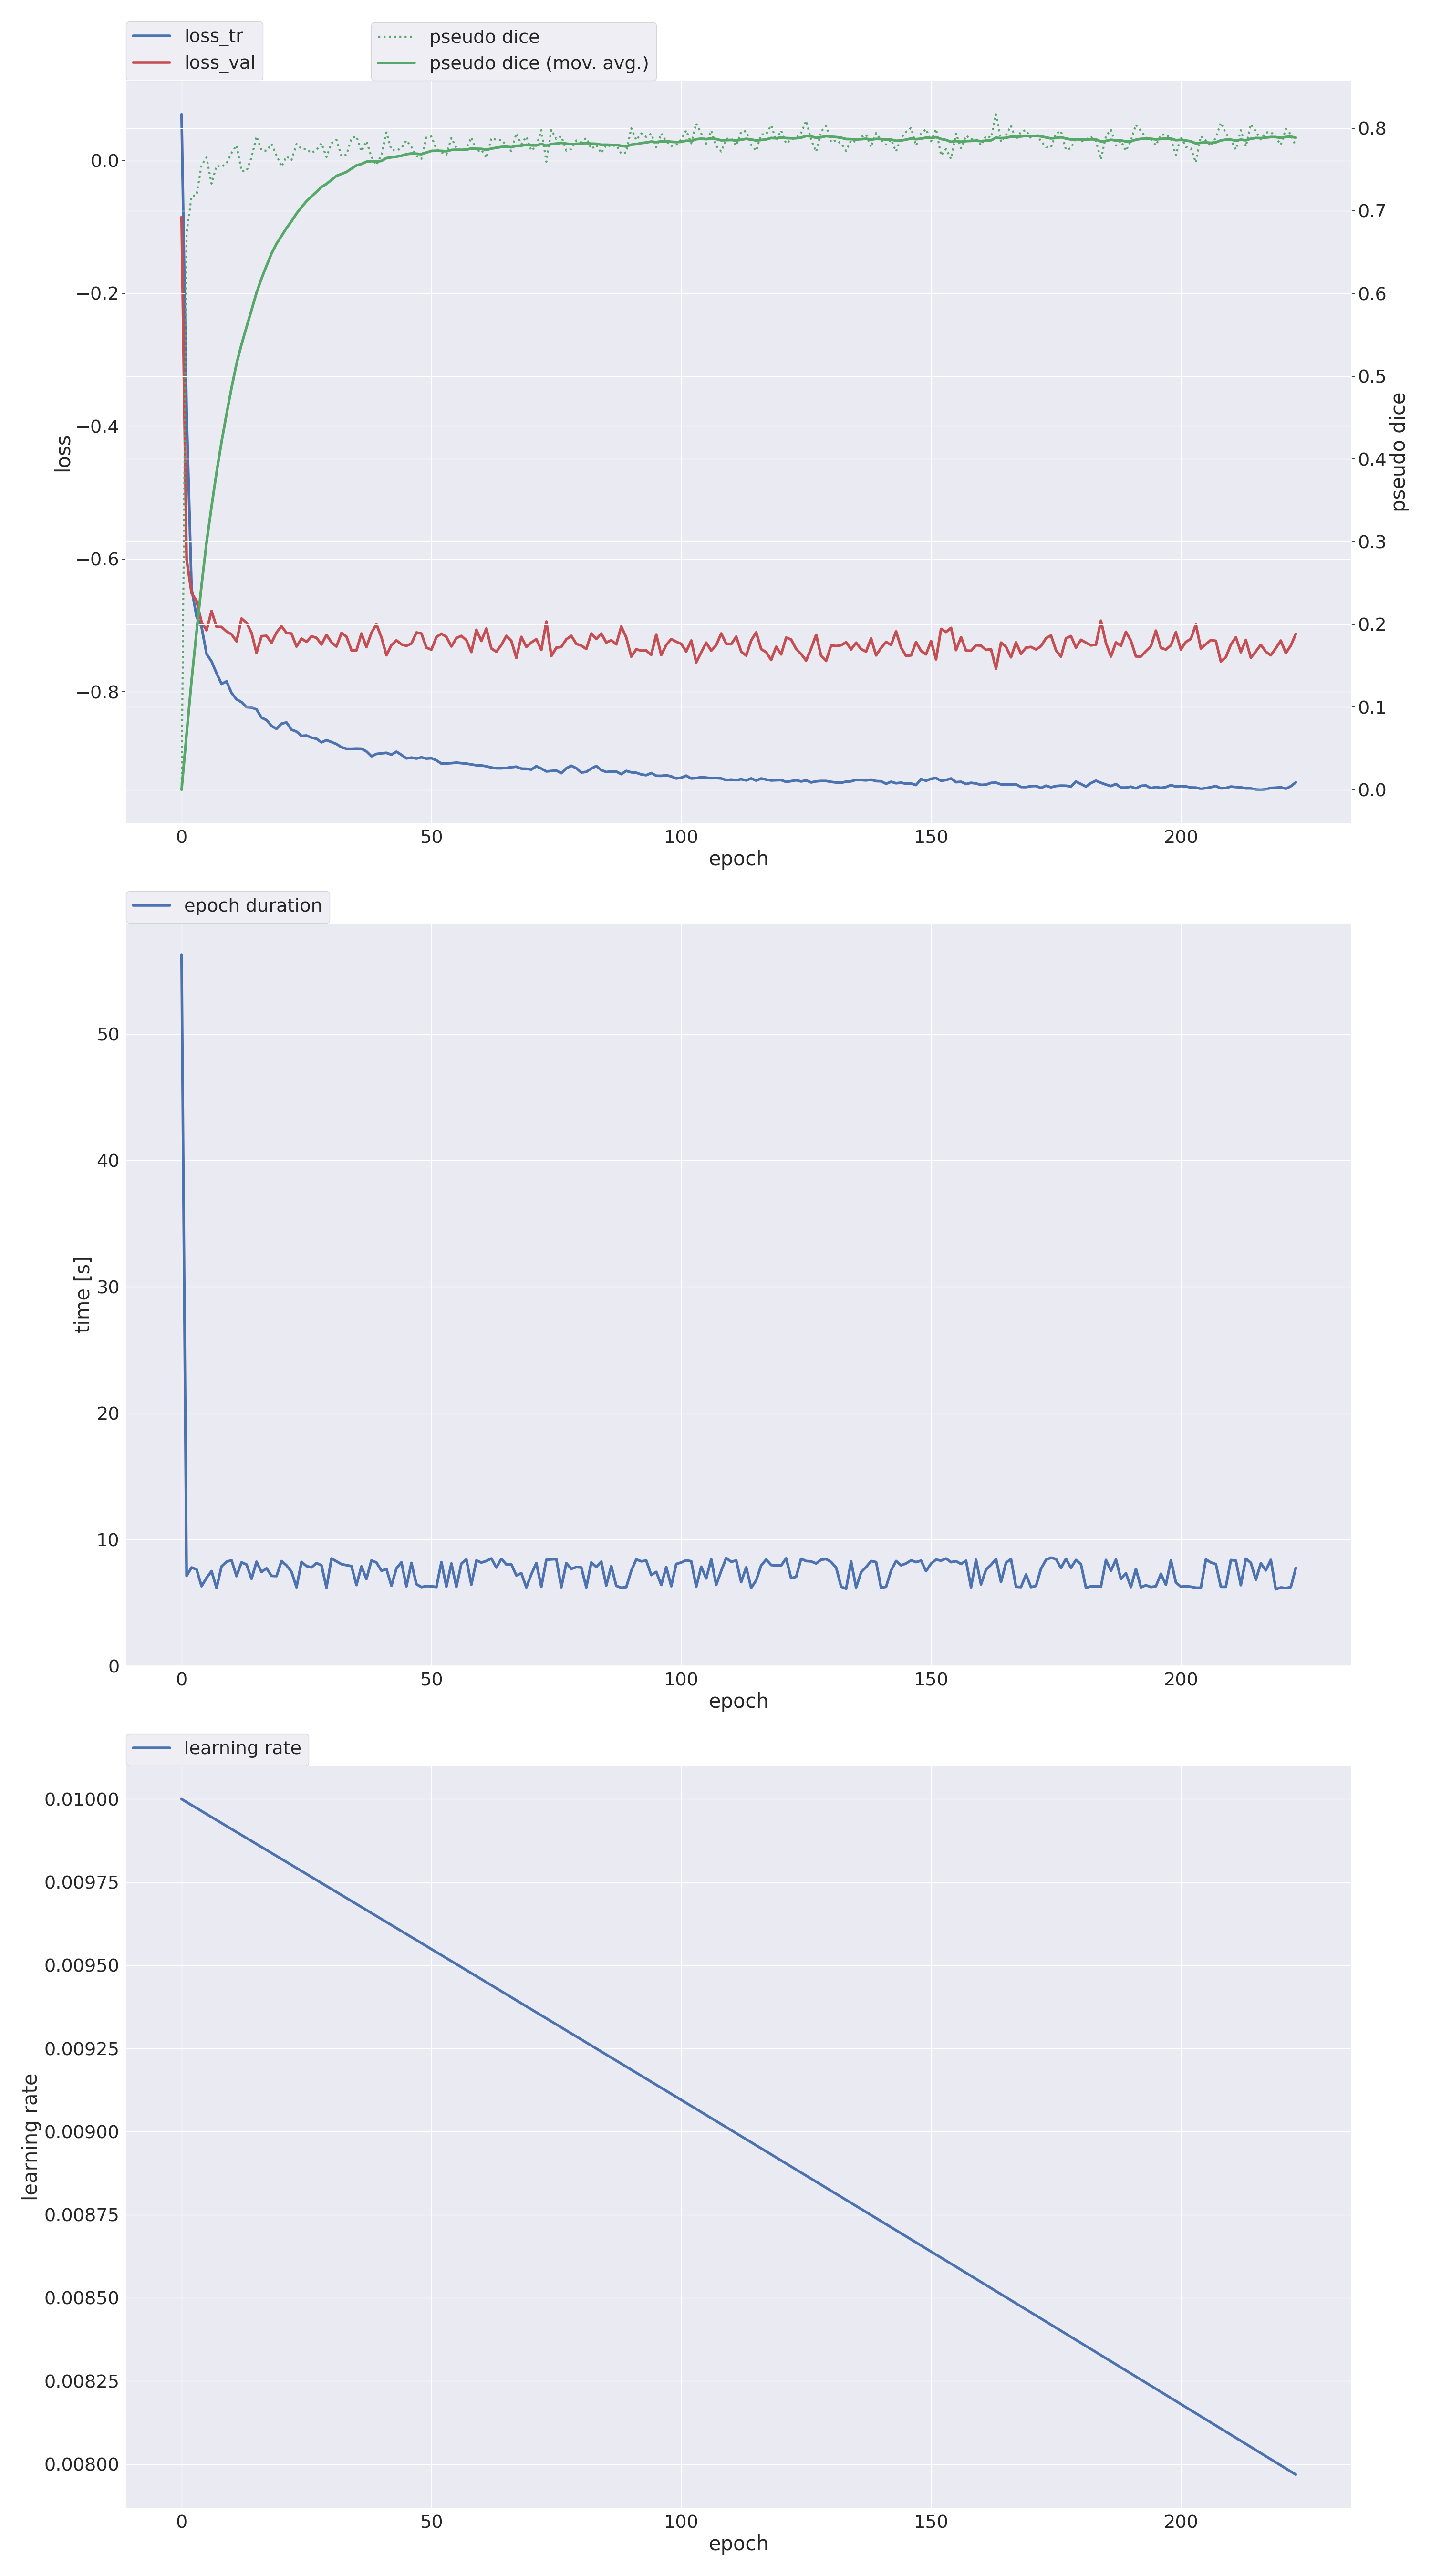 loss_tr
loss_val
pseudo dice
pseudo dice (mov. avg.)
0.0
−0.2
−0.4
−0.6
−0.8
loss
0.8
0.7
0.6
0.5
0.4
0.3
0.2
0.1
0.0
pseudo dice
0 50 100 150 200
epoch
epoch duration
50
40
30
20
10
0
time [s]
0 50 100 150 200
epoch
learning rate
0.01000
0.00975
0.00950
0.00925
0.00900
0.00875
0.00850
0.00825
0.00800
learning rate
0 50 100 150 200
epoch